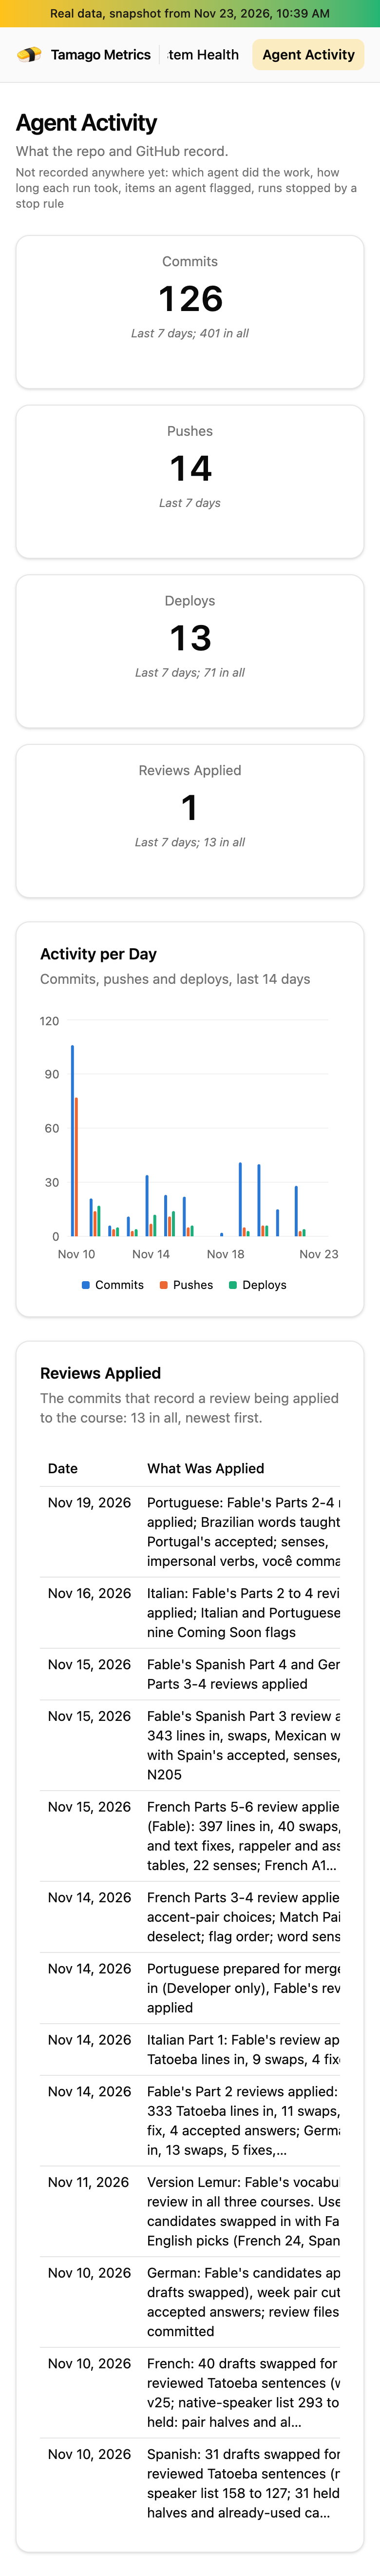 Real data, snapshot from Nov 23, 2026, 10:39 AM
Tamago Metrics
tem Health
Agent Activity
Agent Activity
What the repo and GitHub record.
Not recorded anywhere yet: which agent did the work, how
long each run took, items an agent flagged, runs stopped by a
stop rule
Commits
126
Last 7 days; 401 in all
Pushes
14
Last 7 days
Deploys
13
Last 7 days; 71 in all
Reviews Applied
1
Last 7 days; 13 in all
Activity per Day
Commits, pushes and deploys, last 14 days
120
90
60
30
0
Nov 10 Nov 14 Nov 18 Nov 23
Commits Pushes Deploys
Reviews Applied
The commits that record a review being applied
to the course: 13 in all, newest first.
Date What Was Applied
Nov 19, 2026 Portuguese: Fable's Parts 2-4
applied; Brazilian words taught
Portugal's accepted; senses,
impersonal verbs, você comma
Nov 16, 2026 Italian: Fable's Parts 2 to 4 revi
applied; Italian and Portuguese
nine Coming Soon flags
Nov 15, 2026 Fable's Spanish Part 4 and Ger
Parts 3-4 reviews applied
Nov 15, 2026 Fable's Spanish Part 3 review a
343 lines in, swaps, Mexican w
with Spain's accepted, senses,
N205
Nov 15, 2026 French Parts 5-6 review applie
(Fable): 397 lines in, 40 swaps,
and text fixes, rappeler and ass
tables, 22 senses; French A1...
Nov 14, 2026 French Parts 3-4 review applie
accent-pair choices; Match Pai
deselect; flag order; word sens
Nov 14, 2026 Portuguese prepared for merge
in (Developer only), Fable's rev
applied
Nov 14, 2026 Italian Part 1: Fable's review ap
Tatoeba lines in, 9 swaps, 4 fix
Nov 14, 2026 Fable's Part 2 reviews applied:
333 Tatoeba lines in, 11 swaps,
fix, 4 accepted answers; Germa
in, 13 swaps, 5 fixes,...
Nov 11, 2026 Version Lemur: Fable's vocabul
review in all three courses. Use
candidates swapped in with Fa
English picks (French 24, Span
Nov 10, 2026 German: Fable's candidates ap
drafts swapped), week pair cut
accepted answers; review files
committed
Nov 10, 2026 French: 40 drafts swapped for
reviewed Tatoeba sentences (w
v25; native-speaker list 293 to
held: pair halves and al...
Nov 10, 2026 Spanish: 31 drafts swapped for
reviewed Tatoeba sentences (r
speaker list 158 to 127; 31 held
halves and already-used ca...